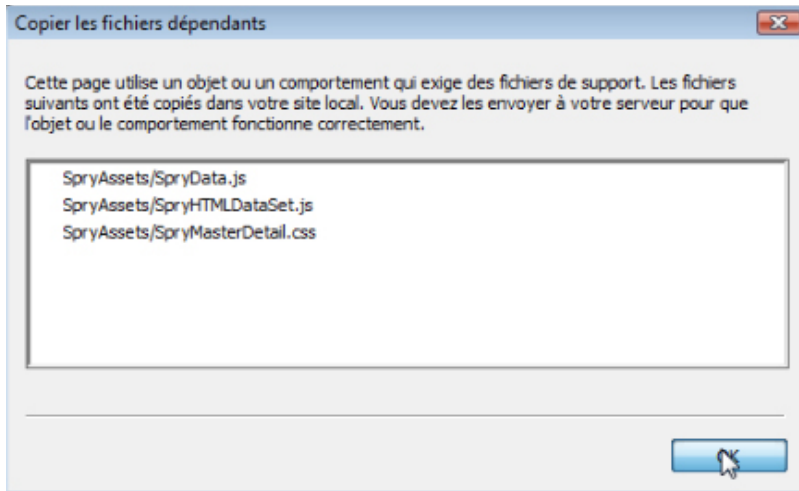 Copier les fichiers dépendants
Cette page utilise un objet ou un comportement qui exige des fichiers de support. Les fichiers
suivants ont été copiés dans votre site local. Vous devez les envoyer à votre serveur pour que
l'objet ou le comportement fonctionne correctement.
SpryAssets/SpryData.js
SpryAssets/SpryHTMLDataSet.js
SpryAssets/SpryMasterDetail.css
OK